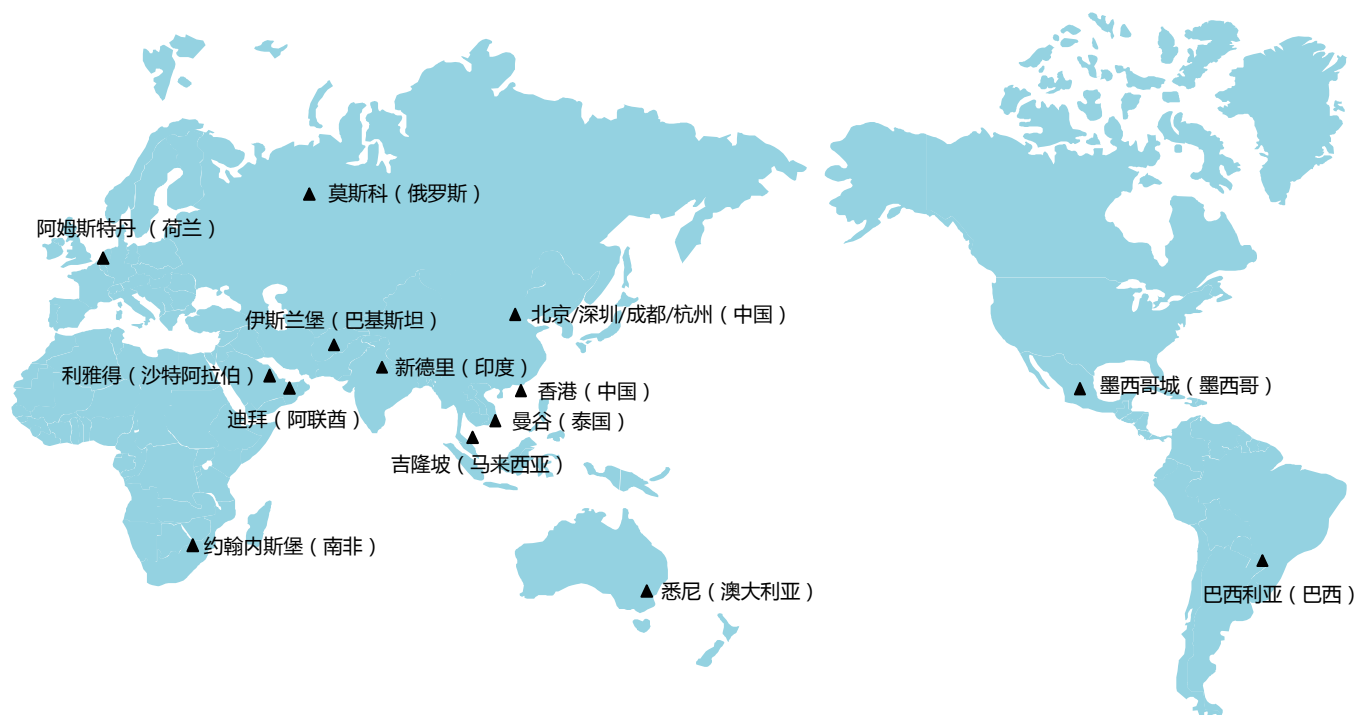 莫斯科（俄罗斯）
阿姆斯特丹 （荷兰）
北京/深圳/成都/杭州（中国）
伊斯兰堡（巴基斯坦）
新德里（印度）
利雅得（沙特阿拉伯）
香港（中国）
墨西哥城（墨西哥）
迪拜（阿联酋）
曼谷（泰国）
吉隆坡（马来西亚）
约翰内斯堡（南非）
悉尼（澳大利亚）
巴西利亚（巴西）